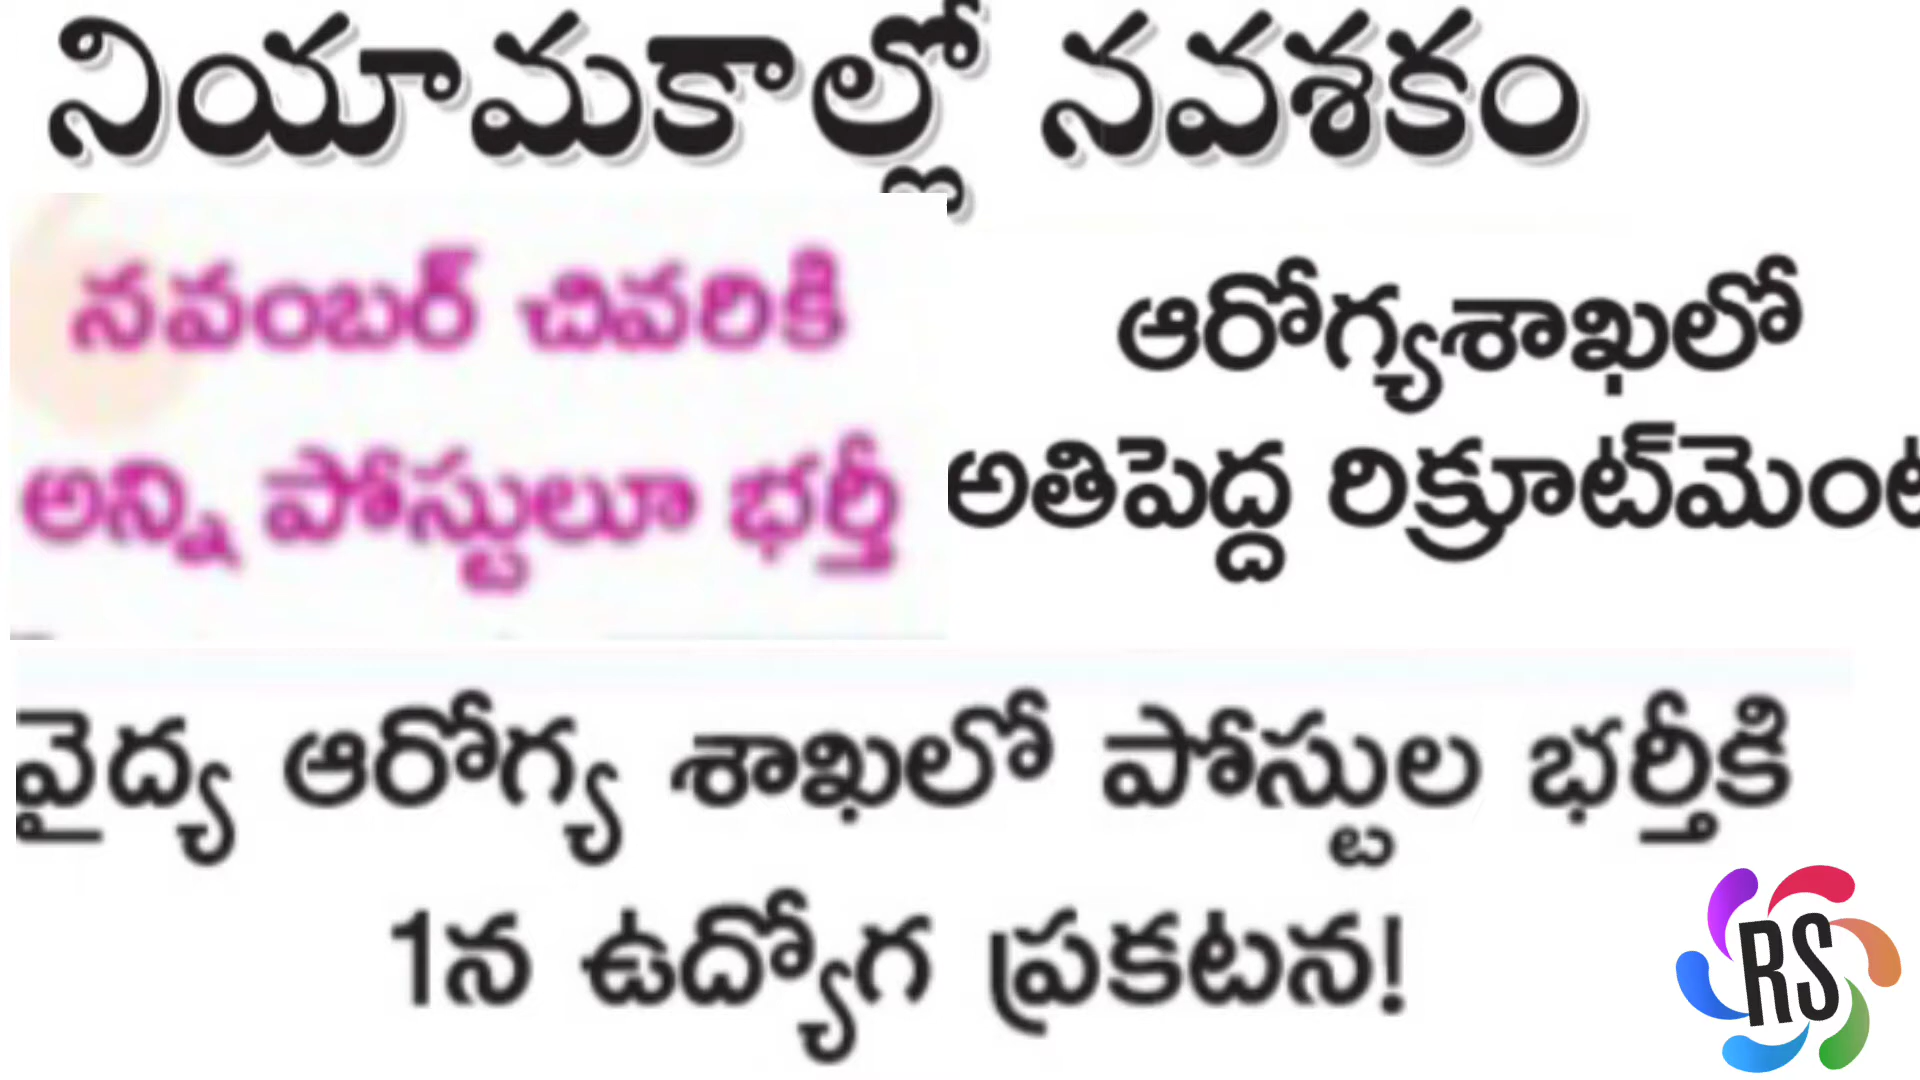 నియామకాల్లో నవశకం
నవంబర్ చివరికి
అన్ని పోస్టులూ భర్తీ
ఆరోగ్యశాఖలో
అతిపెద్ద రిక్రూట్‌మెంట
వైద్య ఆరోగ్య శాఖలో పోస్టుల భర్తీకి
1న ఉద్యోగ ప్రకటన!
RS